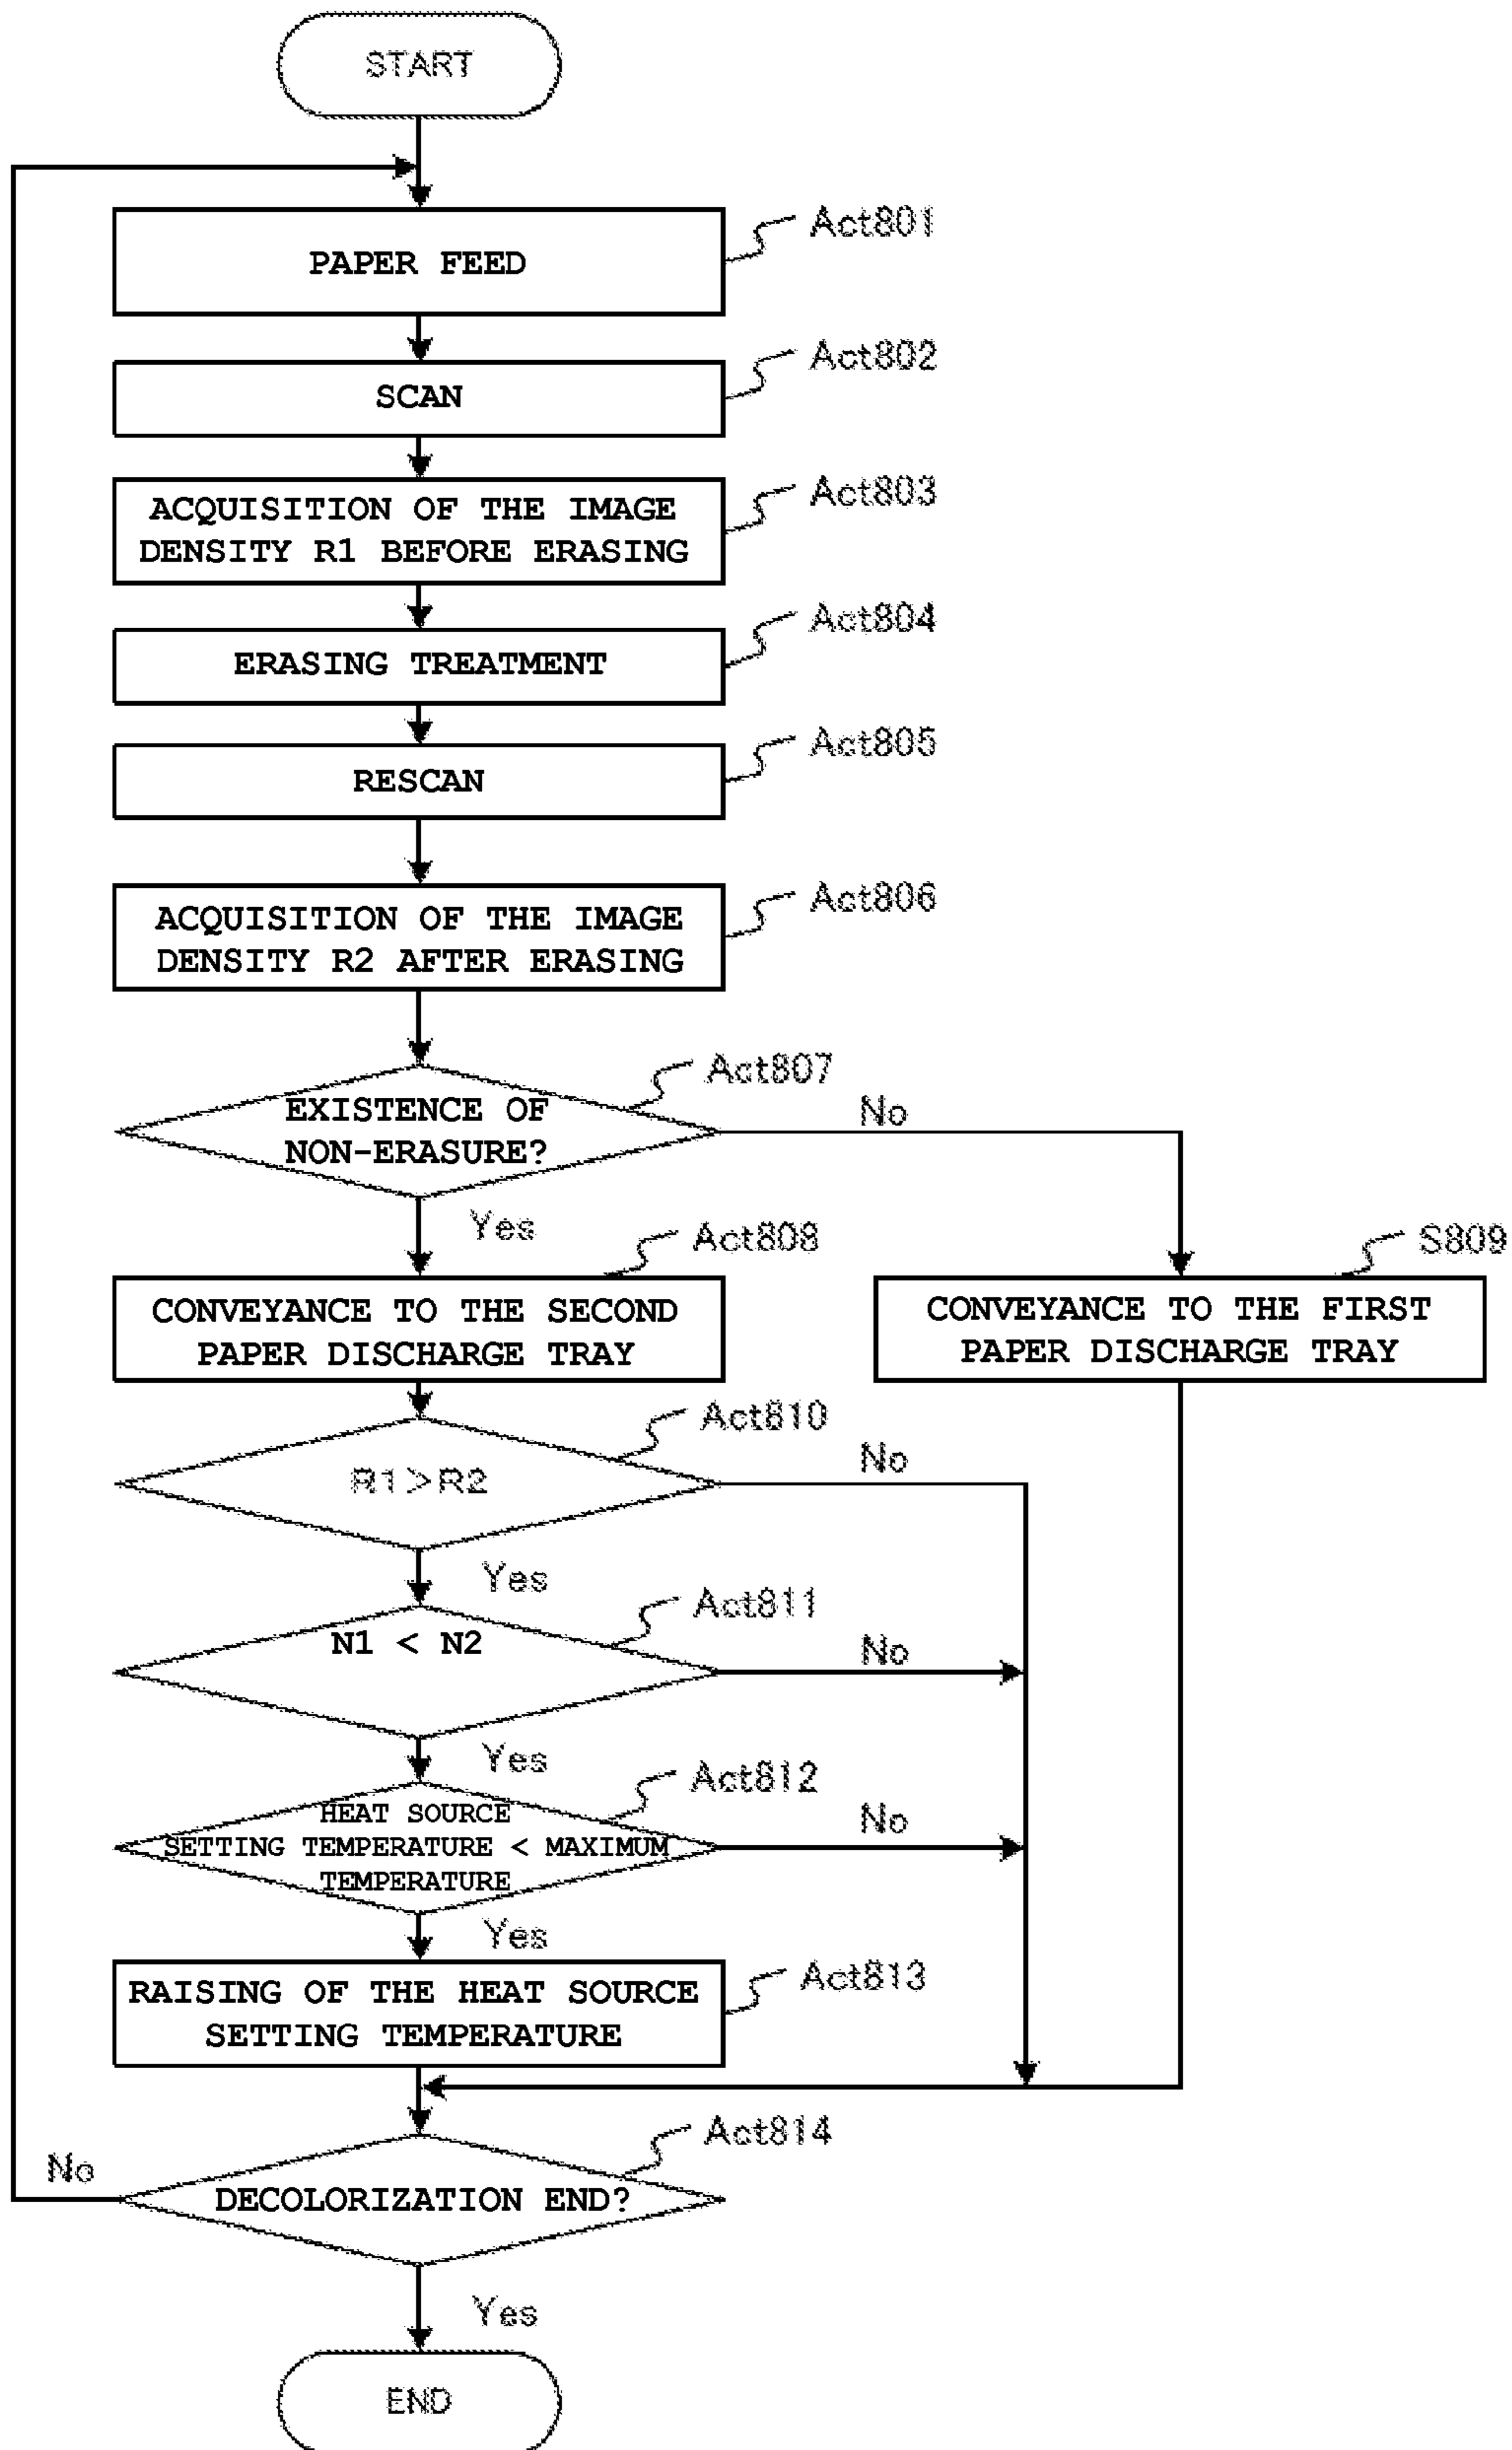 START
PAPER FEED
Act801
SCAN
Act802
ACQUISITION OF THE IMAGE
DENSITY R1 BEFORE ERASING
Act803
ERASING TREATMENT
Act804
RESCAN
Act805
ACQUISITION OF THE IMAGE
DENSITY R2 AFTER ERASING
Act806
EXISTENCE OF
NON-ERASURE?
Act807
No
Yes
CONVEYANCE TO THE SECOND
PAPER DISCHARGE TRAY
Act808
CONVEYANCE TO THE FIRST
PAPER DISCHARGE TRAY
S809
R1>R2
Act810
No
Yes
N1 < N2
Act811
No
Yes
HEAT SOURCE
SETTING TEMPERATURE < MAXIMUM
TEMPERATURE
Act812
No
Yes
RAISING OF THE HEAT SOURCE
SETTING TEMPERATURE
Act813
DECOLORIZATION END?
Act814
No
Yes
END